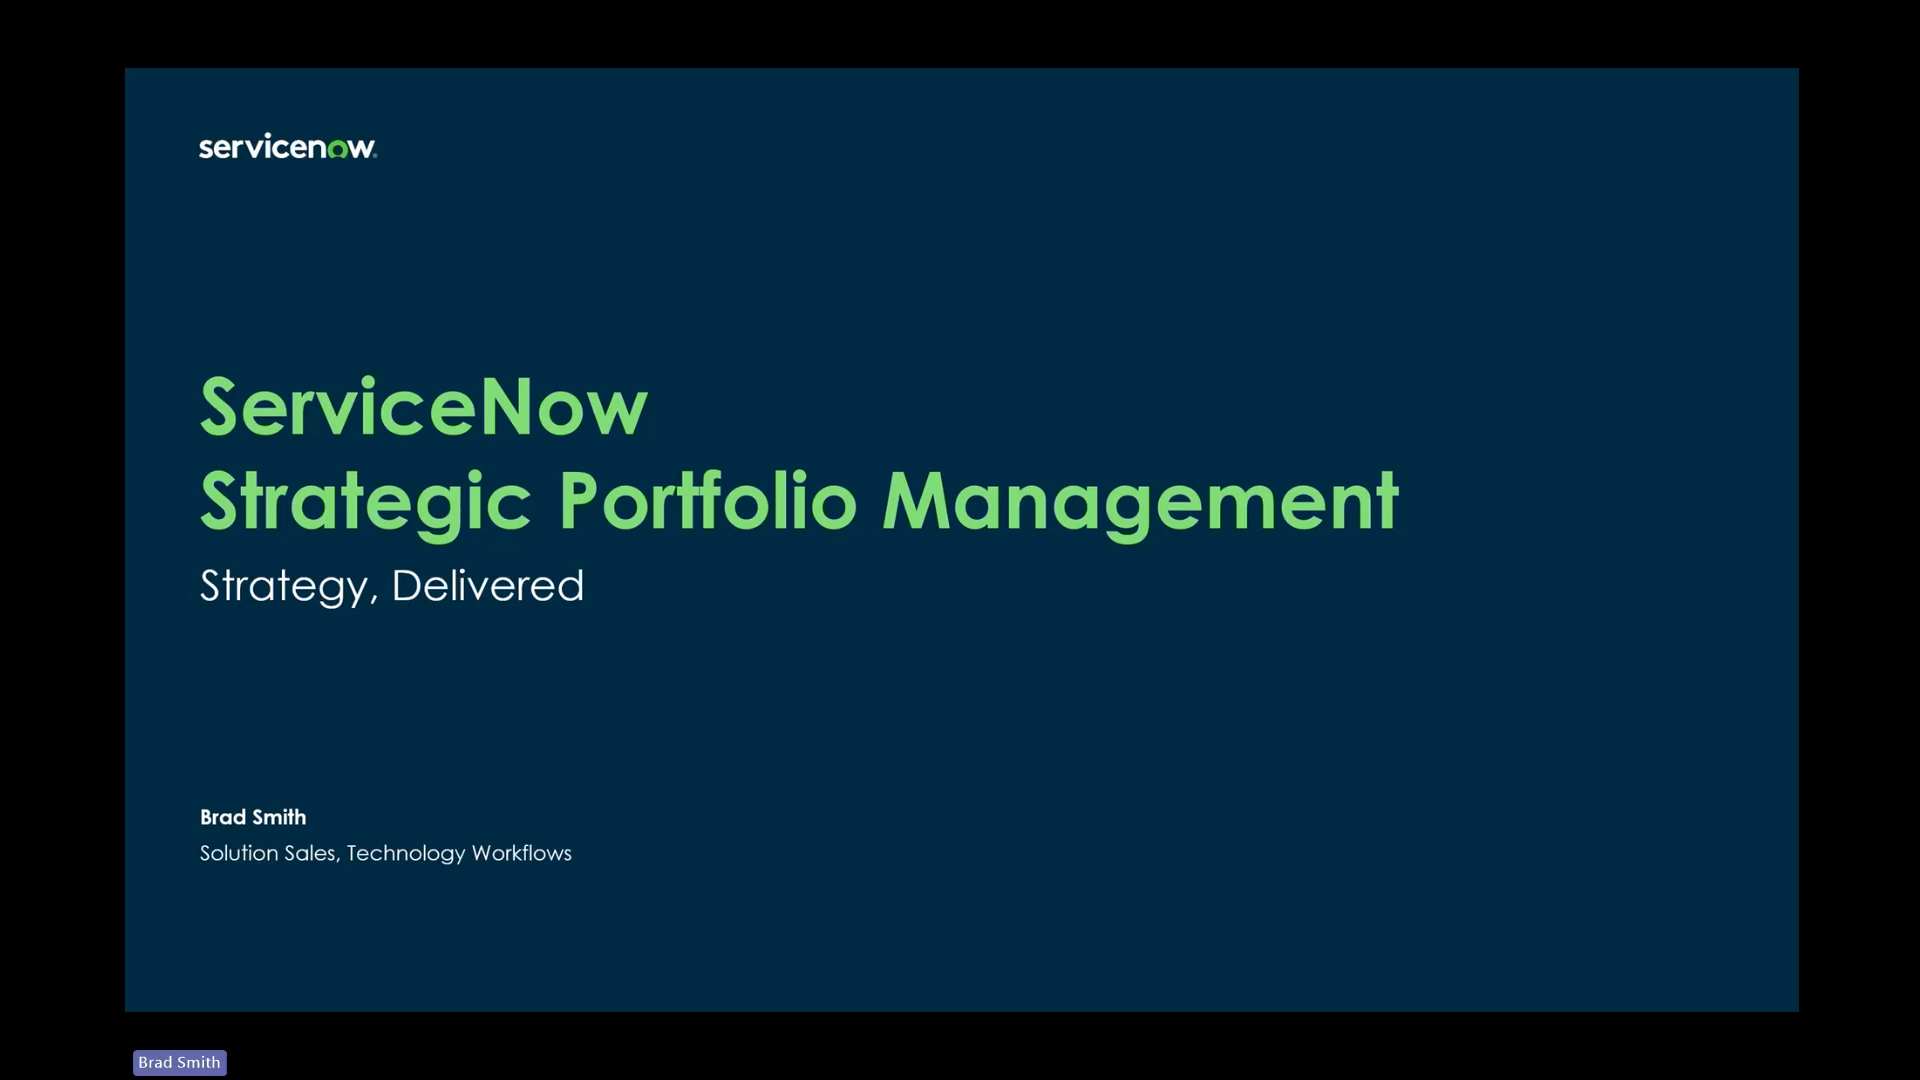 servicenow
ServiceNow
Strategic Portfolio Management
Strategy, Delivered
Brad Smith
Solution Sales, Technology Workflows
Brad Smith